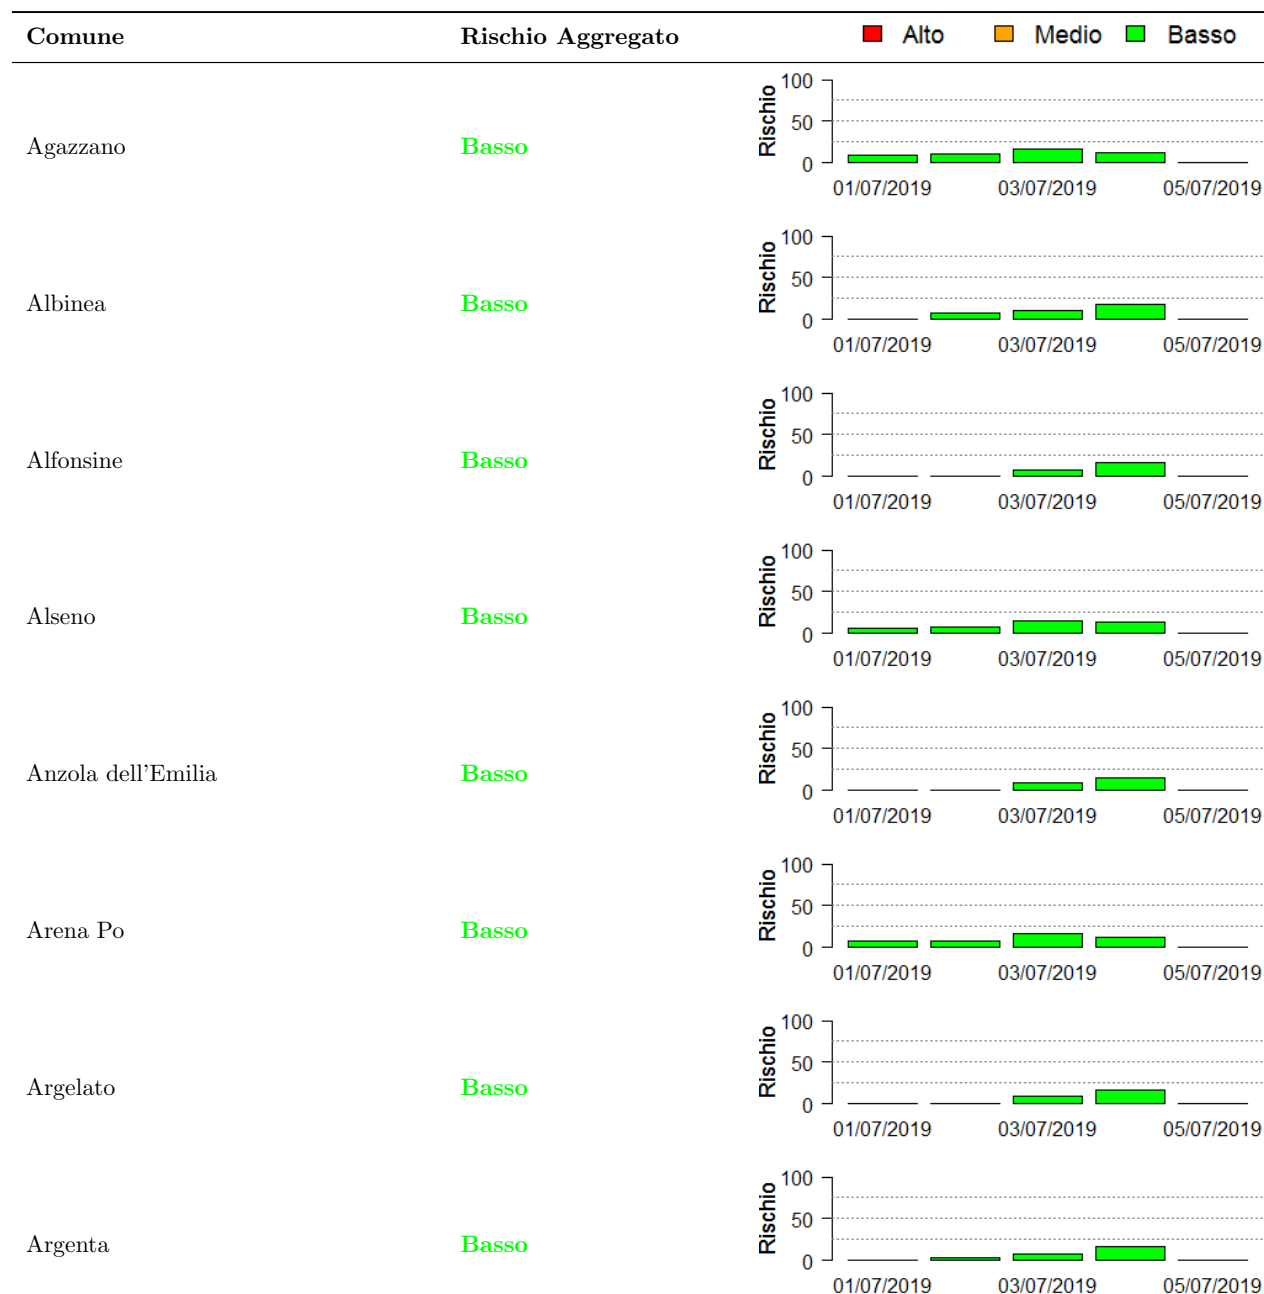 Comune Rischio Aggregato Alto Medio Basso
Agazzano Basso Rischio 100 50 0
01/07/2019 03/07/2019 05/07/2019
Albinea Basso Rischio 100 50 0
01/07/2019 03/07/2019 05/07/2019
Alfonsine Basso Rischio 100 50 0
01/07/2019 03/07/2019 05/07/2019
Alseno Basso Rischio 100 50 0
01/07/2019 03/07/2019 05/07/2019
Anzola dell'Emilia Basso Rischio 100 50 0
01/07/2019 03/07/2019 05/07/2019
Arena Po Basso Rischio 100 50 0
01/07/2019 03/07/2019 05/07/2019
Argelato Basso Rischio 100 50 0
01/07/2019 03/07/2019 05/07/2019
Argenta Basso Rischio 100 50 0
01/07/2019 03/07/2019 05/07/2019